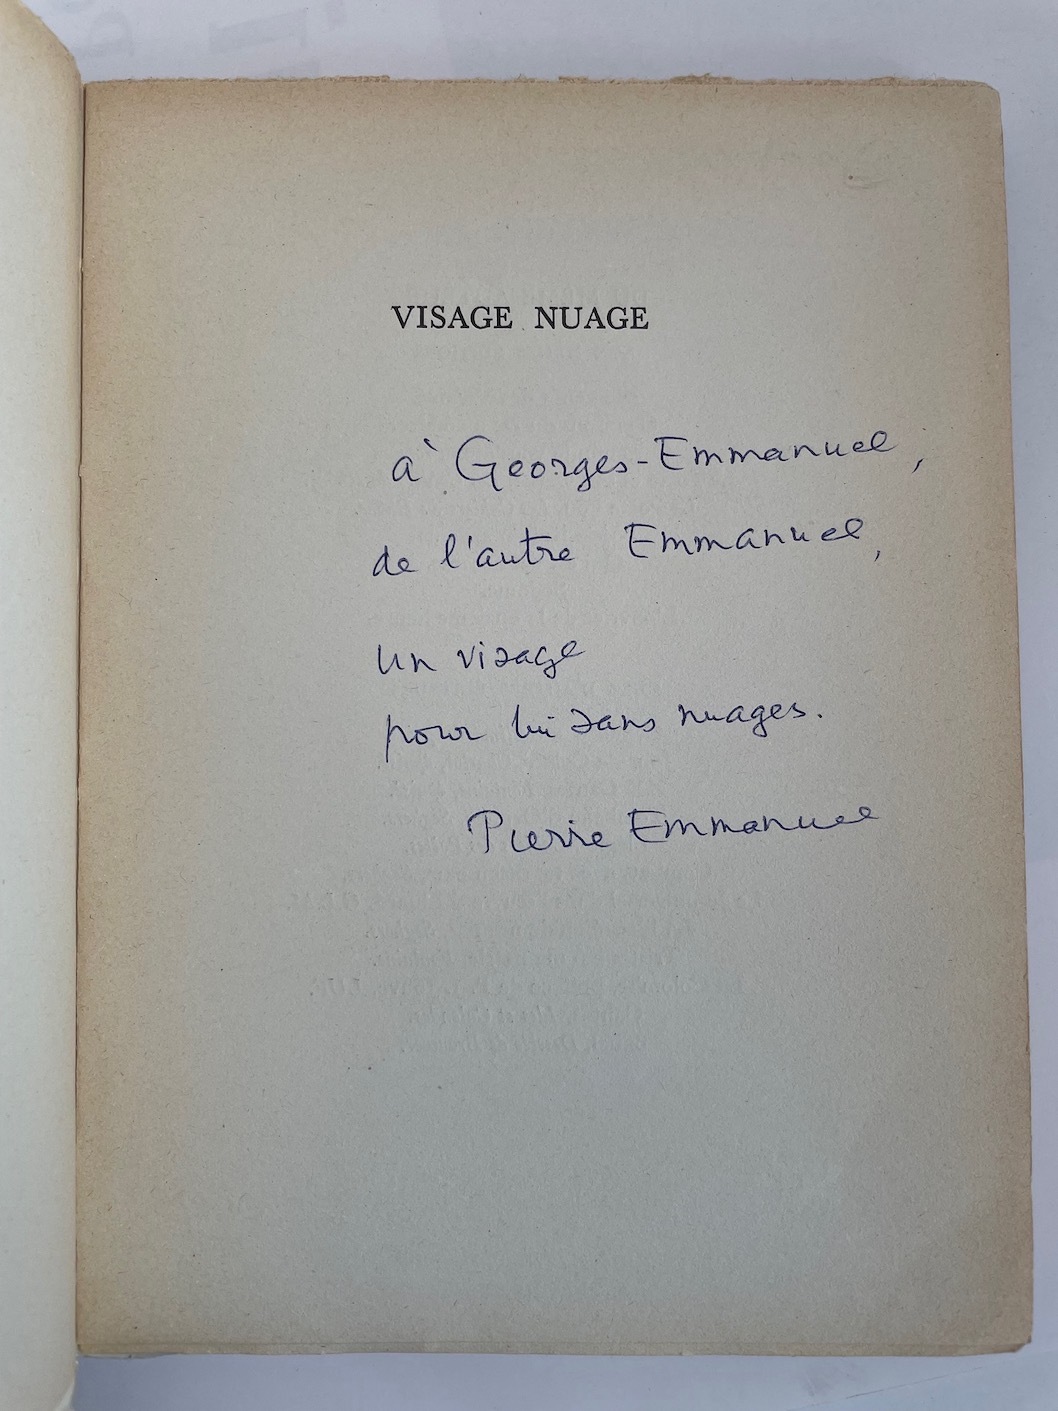 VISAGE NUAGE
à Georges-Emmanuel,
de l'autre Emmanuel,
un visage
pour lui sans nuages.
Pierre Emmanuel